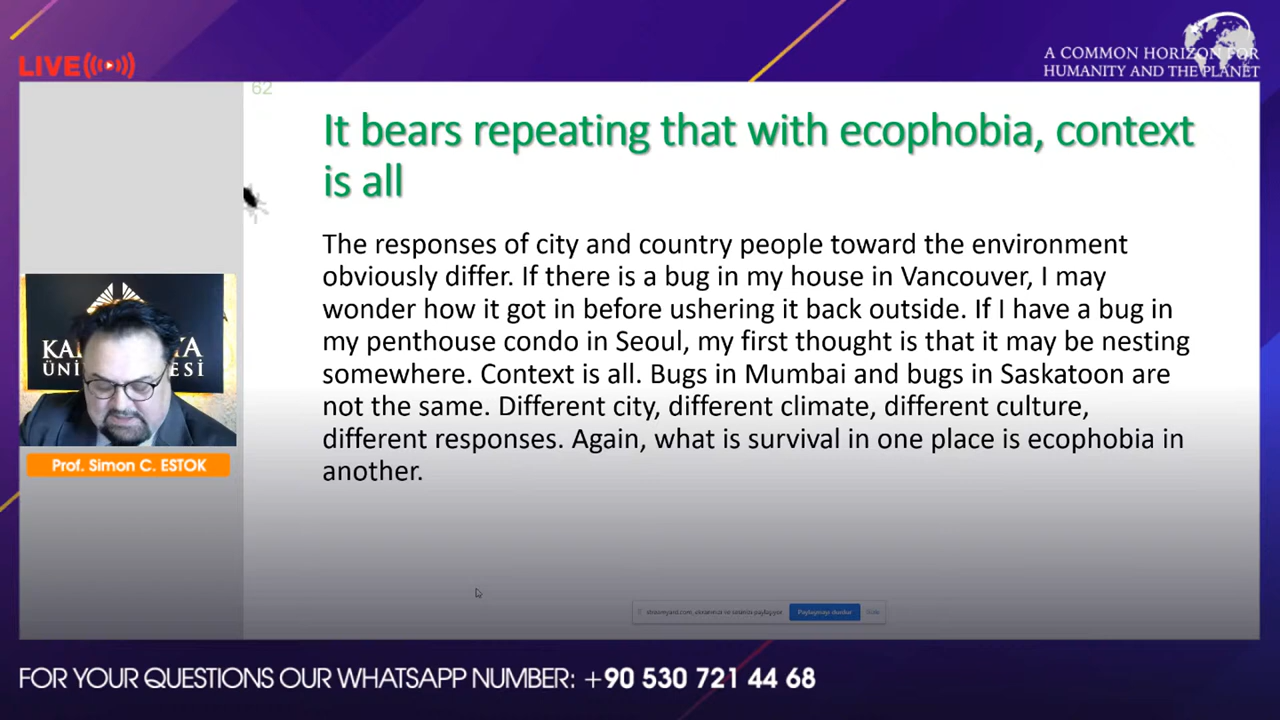 LIVE
A COMMON HORIZON FOR
HUMANITY AND THE PLANET
62
It bears repeating that with ecophobia, context
is all
The responses of city and country people toward the environment
obviously differ. If there is a bug in my house in Vancouver, I may
wonder how it got in before ushering it back outside. If I have a bug in
my penthouse condo in Seoul, my first thought is that it may be nesting
somewhere. Context is all. Bugs in Mumbai and bugs in Saskatoon are
not the same. Different city, different climate, different culture,
different responses. Again, what is survival in one place is ecophobia in
another.
Prof. Simon C. ESTOK
Paylaşmayı durdur
FOR YOUR QUESTIONS OUR WHATSAPP NUMBER: +90 530 721 44 68